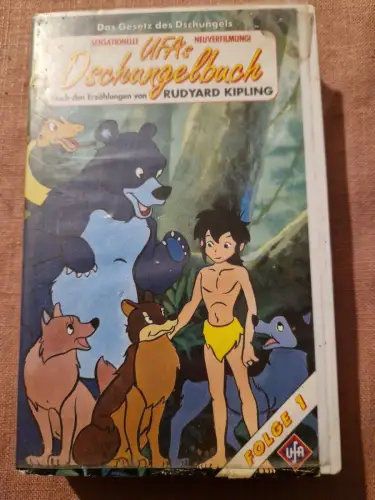 Das Gesetz des Dschungels
SENSATIONELLE NEUVERFILMUNG!
UFA's
Dschungelbuch
Nach den Erzählungen von RUDYARD KIPLING
FOLGE 1
UFA